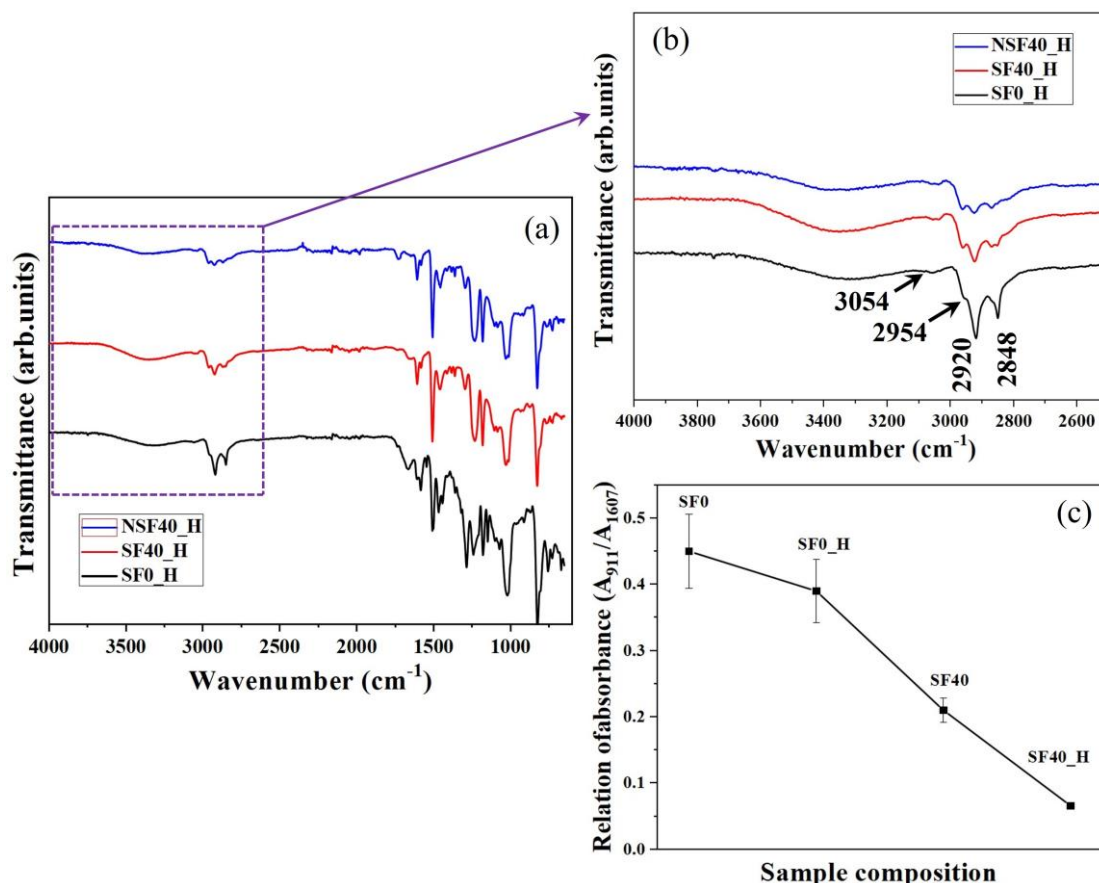 (a)
Transmittance (arb.units)
NSF40_H
SF40_H
SF0_H
4000 3500 3000 2500 2000 1500 1000
Wavenumber (cm-1)
(b)
Transmittance (arb.units)
NSF40_H
SF40_H
SF0_H
3054
2954
2920
2848
4000 3800 3600 3400 3200 3000 2800 2600
Wavenumber (cm-1)
(c)
Relation ofabsorbance (A911/A1607)
0.5
0.4
0.3
0.2
0.1
0.0
SF0
SF0_H
SF40
SF40_H
Sample composition